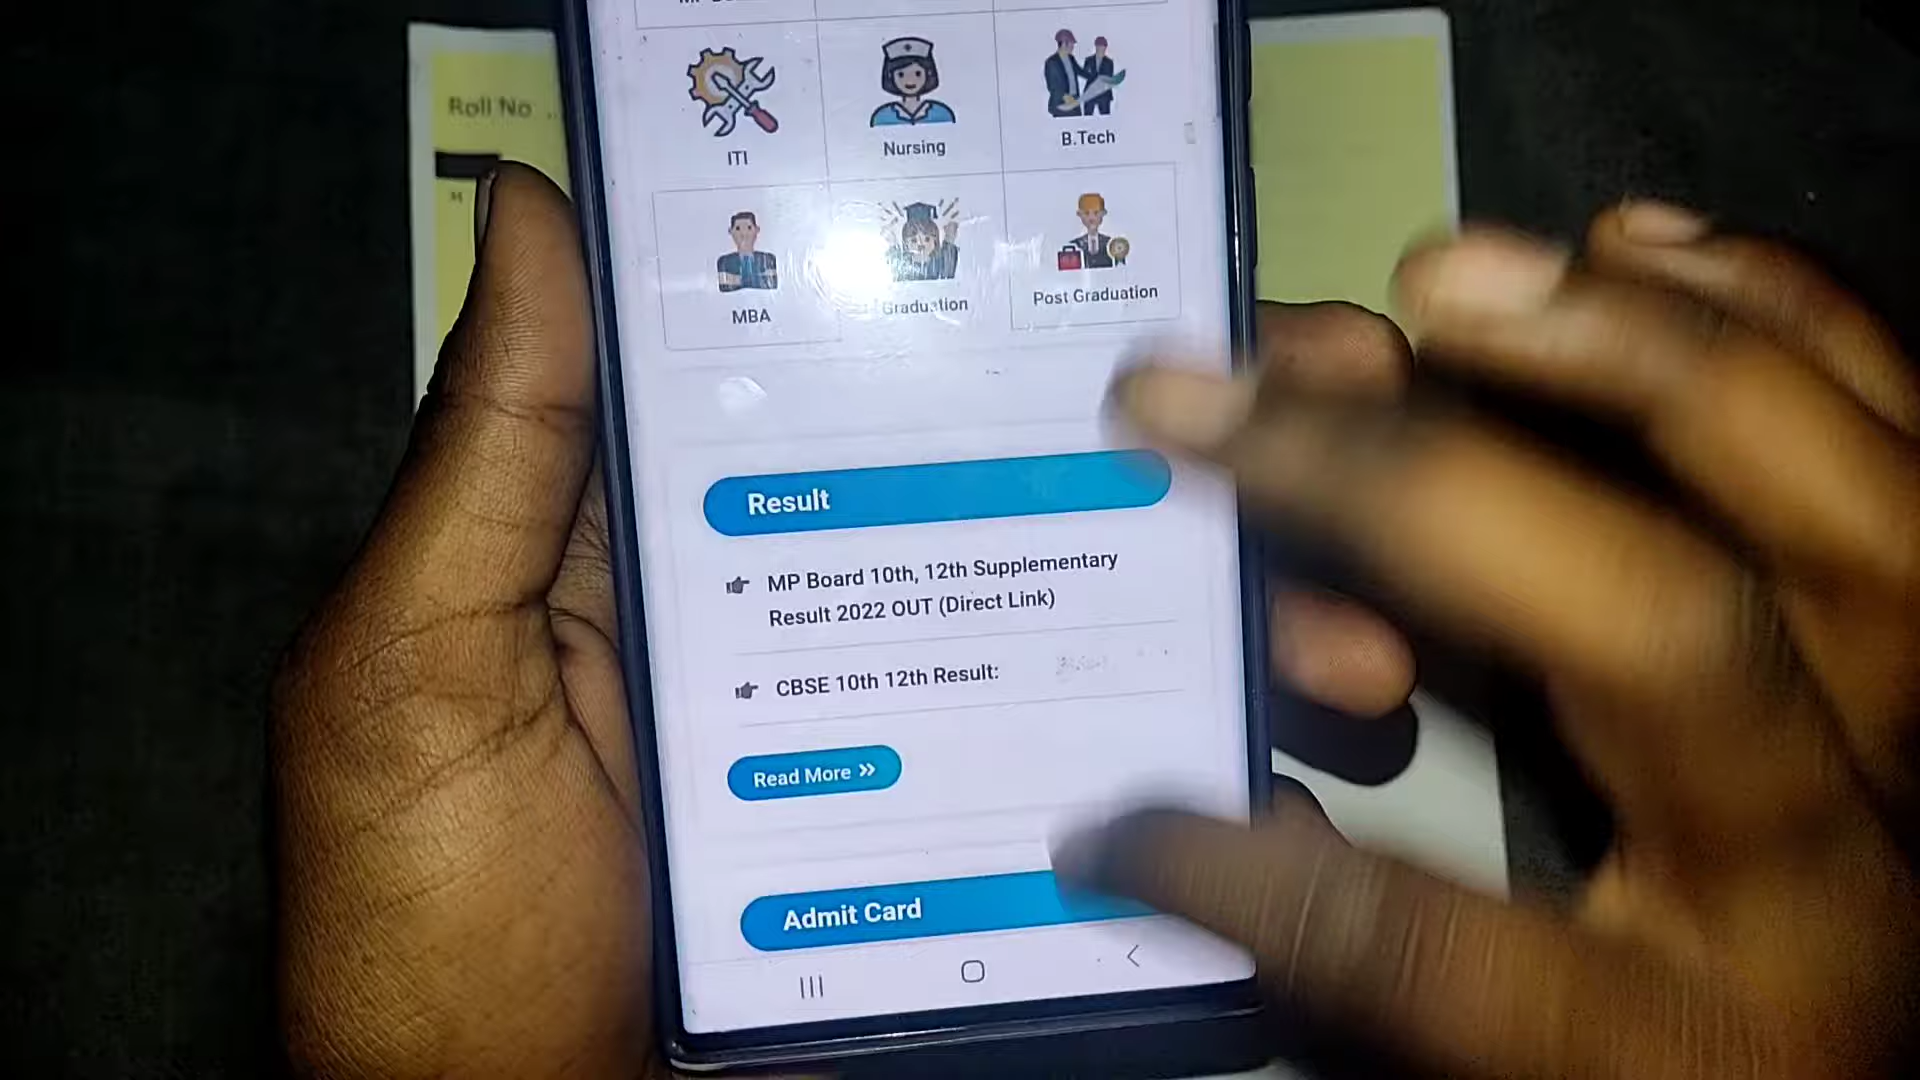 Roll No ...
ITI
Nursing
B.Tech
MBA
Graduation
Post Graduation
Result
MP Board 10th, 12th Supplementary
Result 2022 OUT (Direct Link)
CBSE 10th 12th Result:
Read More »
Admit Card